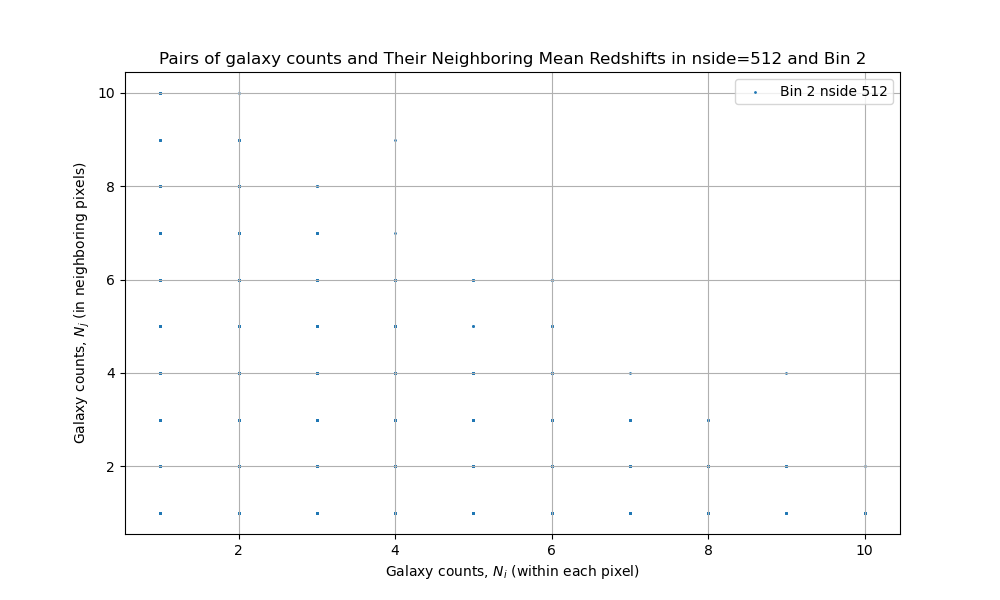 Pairs of galaxy counts and Their Neighboring Mean Redshifts in nside=512 and Bin 2
Bin 2 nside 512
Galaxy counts, N_j (in neighboring pixels)
10
8
6
4
2
2 4 6 8 10
Galaxy counts, N_i (within each pixel)